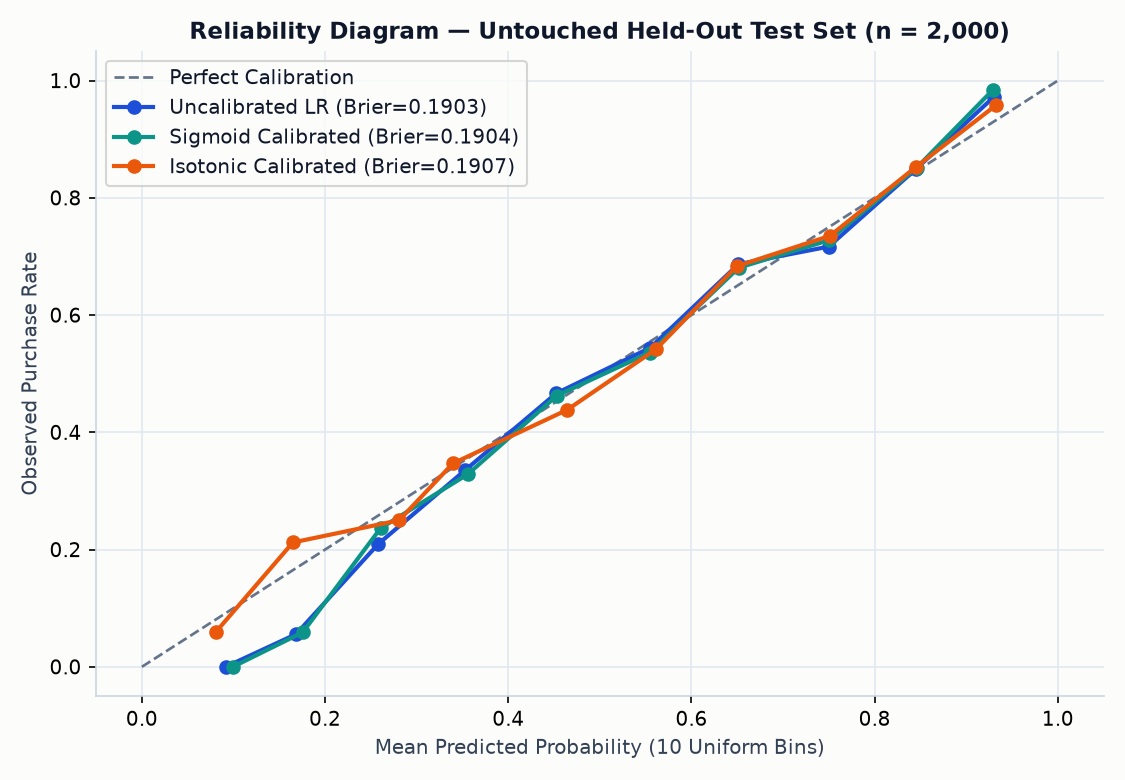 Reliability Diagram — Untouched Held-Out Test Set (n = 2,000)
Perfect Calibration
Uncalibrated LR (Brier=0.1903)
Sigmoid Calibrated (Brier=0.1904)
Isotonic Calibrated (Brier=0.1907)
Observed Purchase Rate
1.0
0.8
0.6
0.4
0.2
0.0
0.0 0.2 0.4 0.6 0.8 1.0
Mean Predicted Probability (10 Uniform Bins)